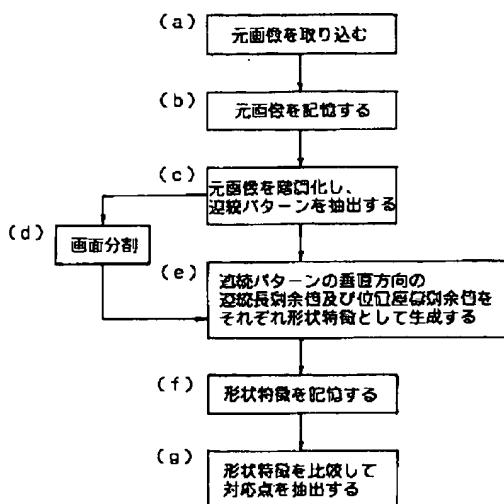 (a)
元画像を取り込む
(b)
元画像を記憶する
(c)
元画像を階調化し、
連続パターンを抽出する
(d)
画面分割
(e)
連続パターンの垂直方向の
連続長剰余値及び位置座標剰余値を
それぞれ形状特徴として生成する
(f)
形状特徴を記憶する
(g)
形状特徴を比較して
対応点を抽出する